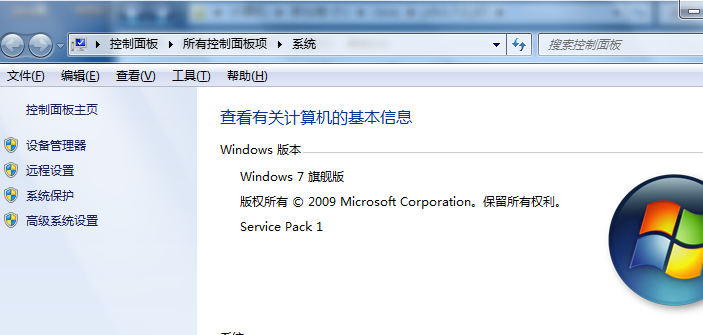 控制面板 ▸ 所有控制面板项 ▸ 系统
搜索控制面板
文件(F) 编辑(E) 查看(V) 工具(T) 帮助(H)
控制面板主页
设备管理器
远程设置
系统保护
高级系统设置
查看有关计算机的基本信息
Windows 版本
Windows 7 旗舰版
版权所有 © 2009 Microsoft Corporation。保留所有权利。
Service Pack 1